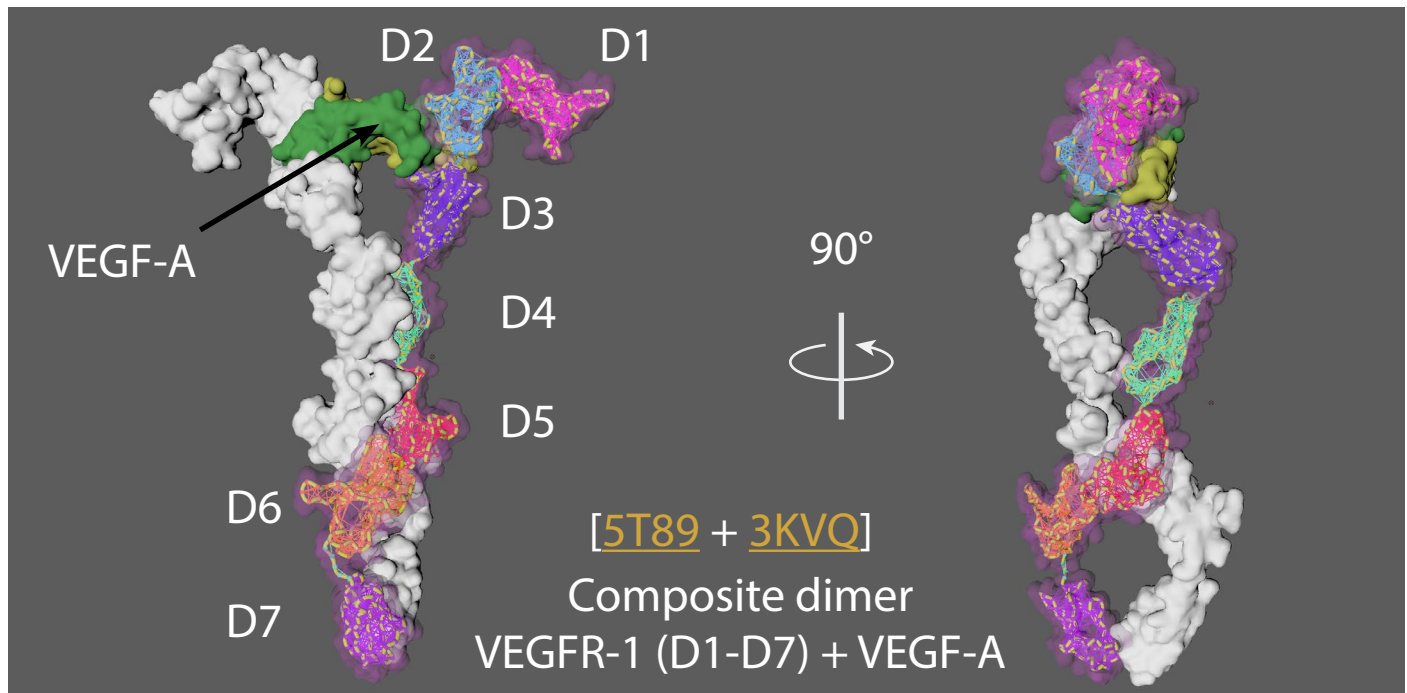 D2
D1
VEGF-A
D3
D4
D5
D6
D7
90°
[5T89 + 3KVQ]
Composite dimer
VEGFR-1 (D1-D7) + VEGF-A